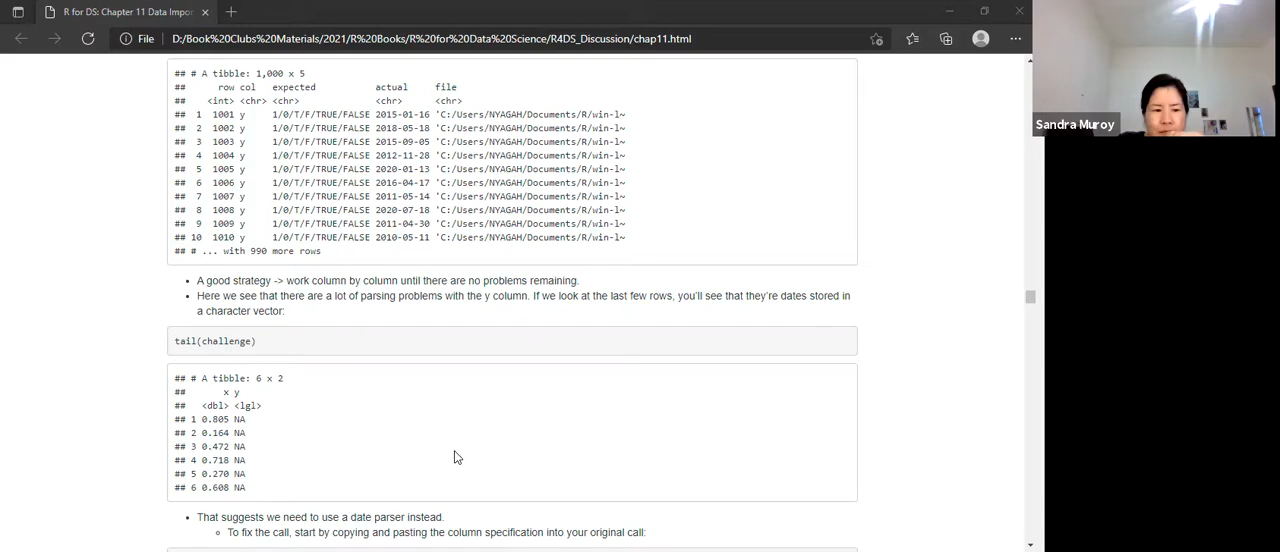 R for DS: Chapter 11 Data Impor
File
D:/Book%20Clubs%20Materials/2021/R%20Books/R%20for%20Data%20Science/R4DS_Discussion/chap11.html
Sandra Muroy
## # A tibble: 1,000 x 5
## row col expected actual file
## <int> <chr> <chr> <chr> <chr>
## 1 1001 y 1/0/T/F/TRUE/FALSE 2015-01-16 'C:/Users/NYAGAH/Documents/R/win-l~
## 2 1002 y 1/0/T/F/TRUE/FALSE 2018-05-18 'C:/Users/NYAGAH/Documents/R/win-l~
## 3 1003 y 1/0/T/F/TRUE/FALSE 2015-09-05 'C:/Users/NYAGAH/Documents/R/win-l~
## 4 1004 y 1/0/T/F/TRUE/FALSE 2012-11-28 'C:/Users/NYAGAH/Documents/R/win-l~
## 5 1005 y 1/0/T/F/TRUE/FALSE 2020-01-13 'C:/Users/NYAGAH/Documents/R/win-l~
## 6 1006 y 1/0/T/F/TRUE/FALSE 2016-04-17 'C:/Users/NYAGAH/Documents/R/win-l~
## 7 1007 y 1/0/T/F/TRUE/FALSE 2011-05-14 'C:/Users/NYAGAH/Documents/R/win-l~
## 8 1008 y 1/0/T/F/TRUE/FALSE 2020-07-18 'C:/Users/NYAGAH/Documents/R/win-l~
## 9 1009 y 1/0/T/F/TRUE/FALSE 2011-04-30 'C:/Users/NYAGAH/Documents/R/win-l~
## 10 1010 y 1/0/T/F/TRUE/FALSE 2010-05-11 'C:/Users/NYAGAH/Documents/R/win-l~
## # ... with 990 more rows
• A good strategy -> work column by column until there are no problems remaining.
• Here we see that there are a lot of parsing problems with the y column. If we look at the last few rows, you'll see that they're dates stored in
a character vector:
tail(challenge)
## # A tibble: 6 x 2
## x y
## <dbl> <lgl>
## 1 0.805 NA
## 2 0.164 NA
## 3 0.472 NA
## 4 0.718 NA
## 5 0.270 NA
## 6 0.608 NA
• That suggests we need to use a date parser instead.
◦ To fix the call, start by copying and pasting the column specification into your original call: